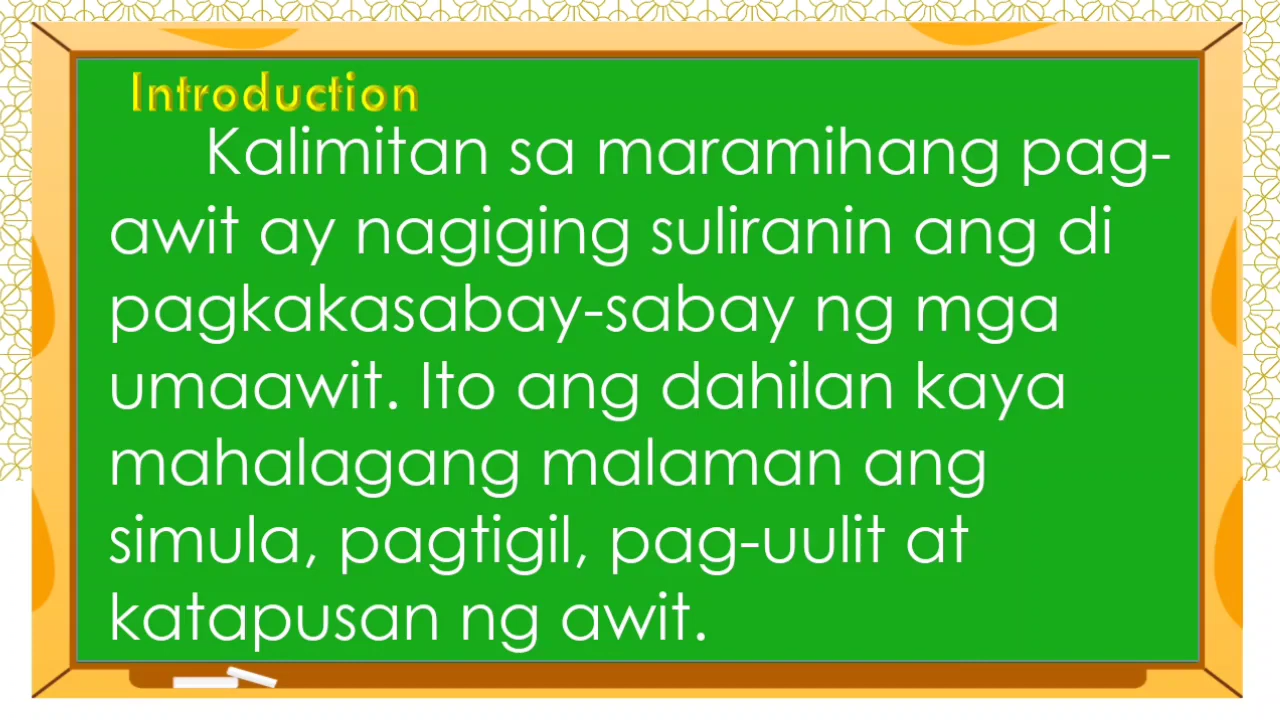 Introduction
Kalimitan sa maramihang pag-
awit ay nagiging suliranin ang di
pagkakasabay-sabay ng mga
umaawit. Ito ang dahilan kaya
mahalagang malaman ang
simula, pagtigil, pag-uulit at
katapusan ng awit.